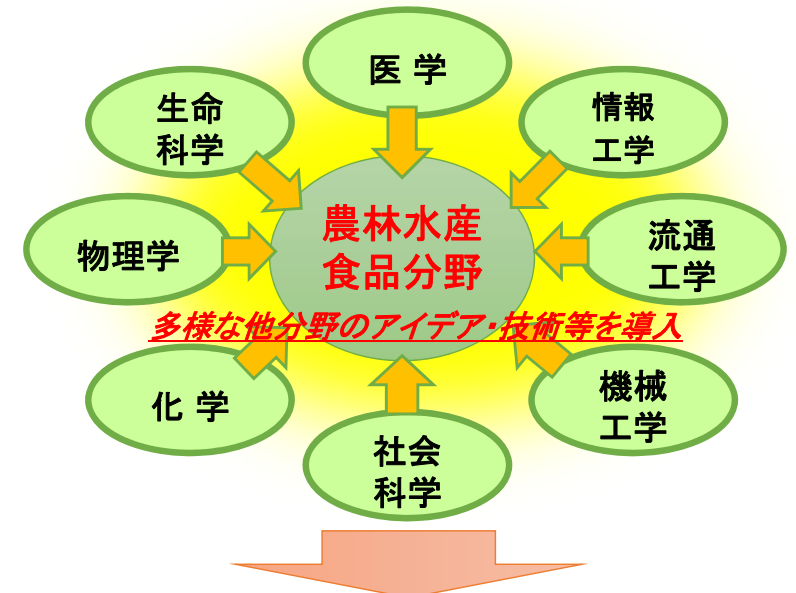 医 学
生命
科学
情報
工学
農林水産
食品分野
物理学
流通
工学
多様な他分野のアイデア・技術等を導入
化 学
機械
工学
社会
科学